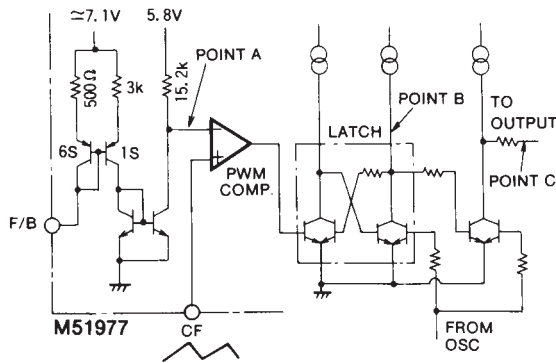 ≃7.1V
5.8V
POINT A
500Ω
3k
15.2k
6S
1S
PWM
COMP.
F/B
LATCH
POINT B
TO
OUTPUT
POINT C
M51977
CF
FROM
OSC
−
+